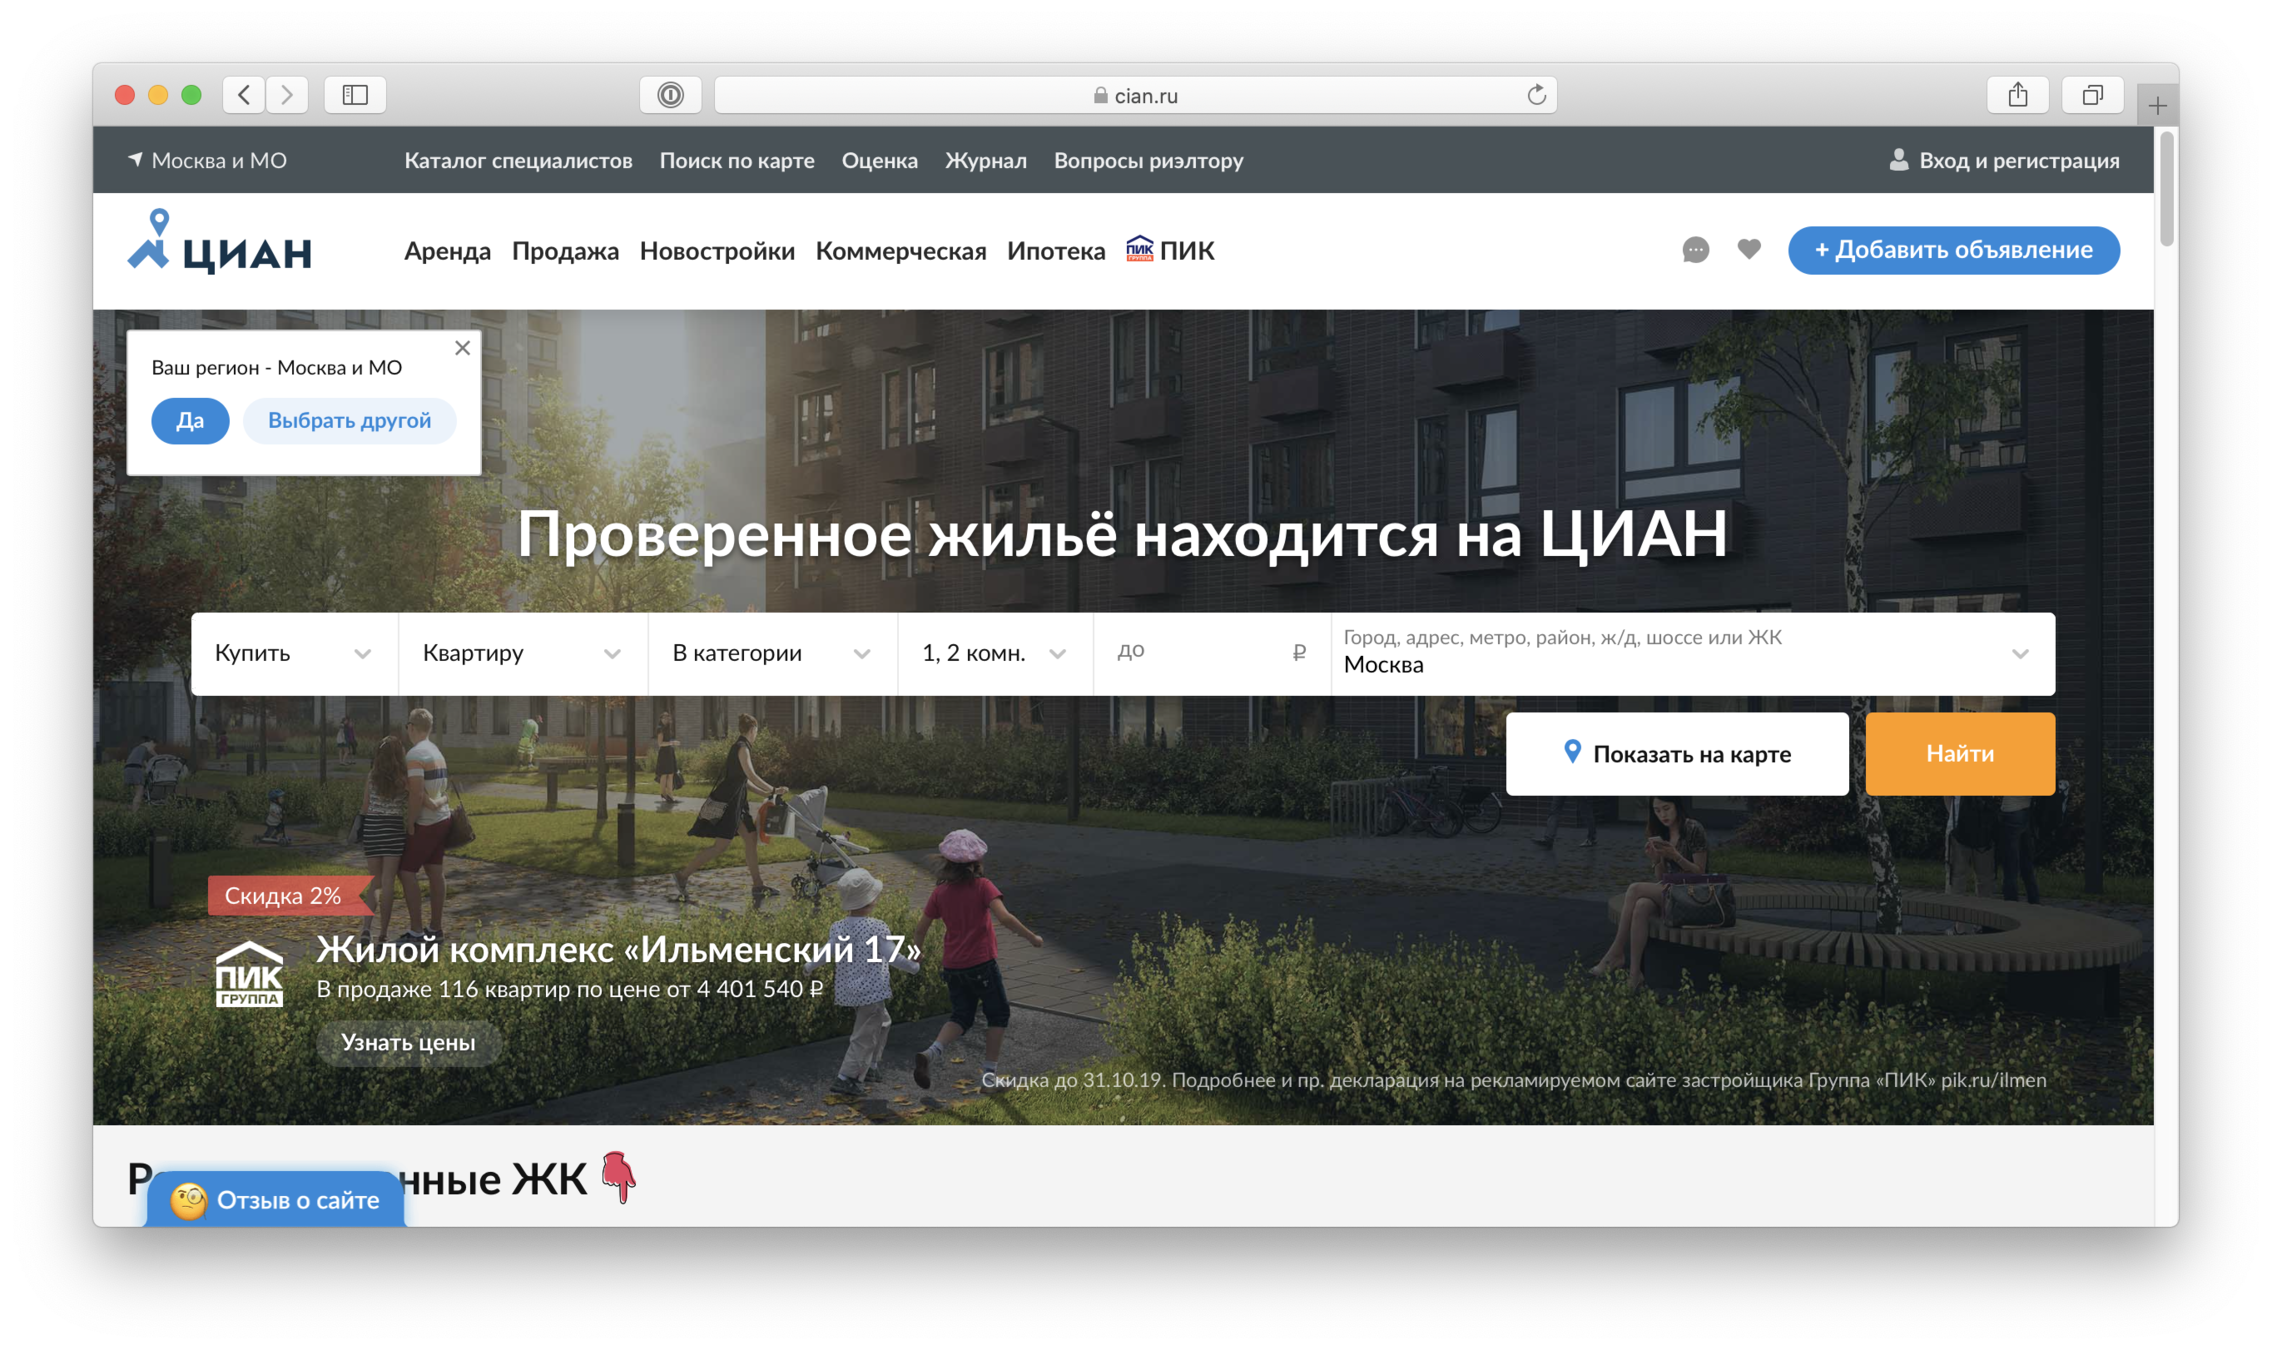 cian.ru
Москва и МО
Каталог специалистов Поиск по карте Оценка Журнал Вопросы риэлтору
Вход и регистрация
ЦИАН
Аренда Продажа Новостройки Коммерческая Ипотека ПИК ГРУППА ПИК
+ Добавить объявление
Ваш регион - Москва и МО
Да Выбрать другой
Проверенное жильё находится на ЦИАН
Купить Квартиру В категории 1, 2 комн. до ₽
Город, адрес, метро, район, ж/д, шоссе или ЖК
Москва
Показать на карте Найти
Скидка 2%
ПИК
ГРУППА
Жилой комплекс «Ильменский 17»
В продаже 116 квартир по цене от 4 401 540 ₽
Узнать цены
Скидка до 31.10.19. Подробнее и пр. декларация на рекламируемом сайте застройщика Группа «ПИК» pik.ru/ilmen
нные ЖК
Отзыв о сайте